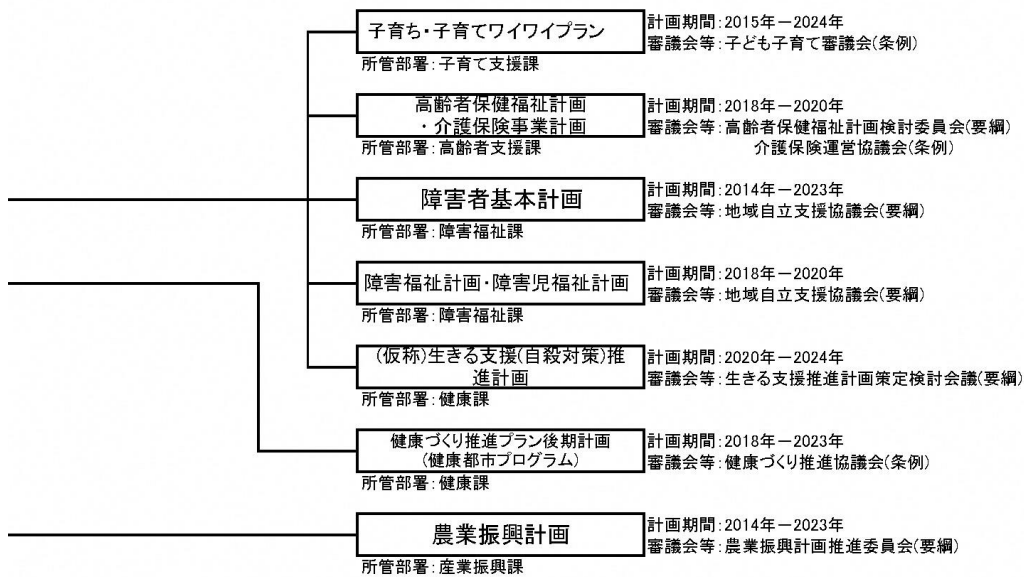 子育ち・子育てワイワイプラン
計画期間:2015年－2024年
審議会等:子ども子育て審議会(条例)
所管部署:子育て支援課
高齢者保健福祉計画
・介護保険事業計画
計画期間:2018年－2020年
審議会等:高齢者保健福祉計画検討委員会(要綱)
介護保険運営協議会(条例)
所管部署:高齢者支援課
障害者基本計画
計画期間:2014年－2023年
審議会等:地域自立支援協議会(要綱)
所管部署:障害福祉課
障害福祉計画・障害児福祉計画
計画期間:2018年－2020年
審議会等:地域自立支援協議会(要綱)
所管部署:障害福祉課
(仮称)生きる支援(自殺対策)推
進計画
計画期間:2020年－2024年
審議会等:生きる支援推進計画策定検討会議(要綱)
所管部署:健康課
健康づくり推進プラン後期計画
(健康都市プログラム)
計画期間:2018年－2023年
審議会等:健康づくり推進協議会(条例)
所管部署:健康課
農業振興計画
計画期間:2014年－2023年
審議会等:農業振興計画推進委員会(要綱)
所管部署:産業振興課